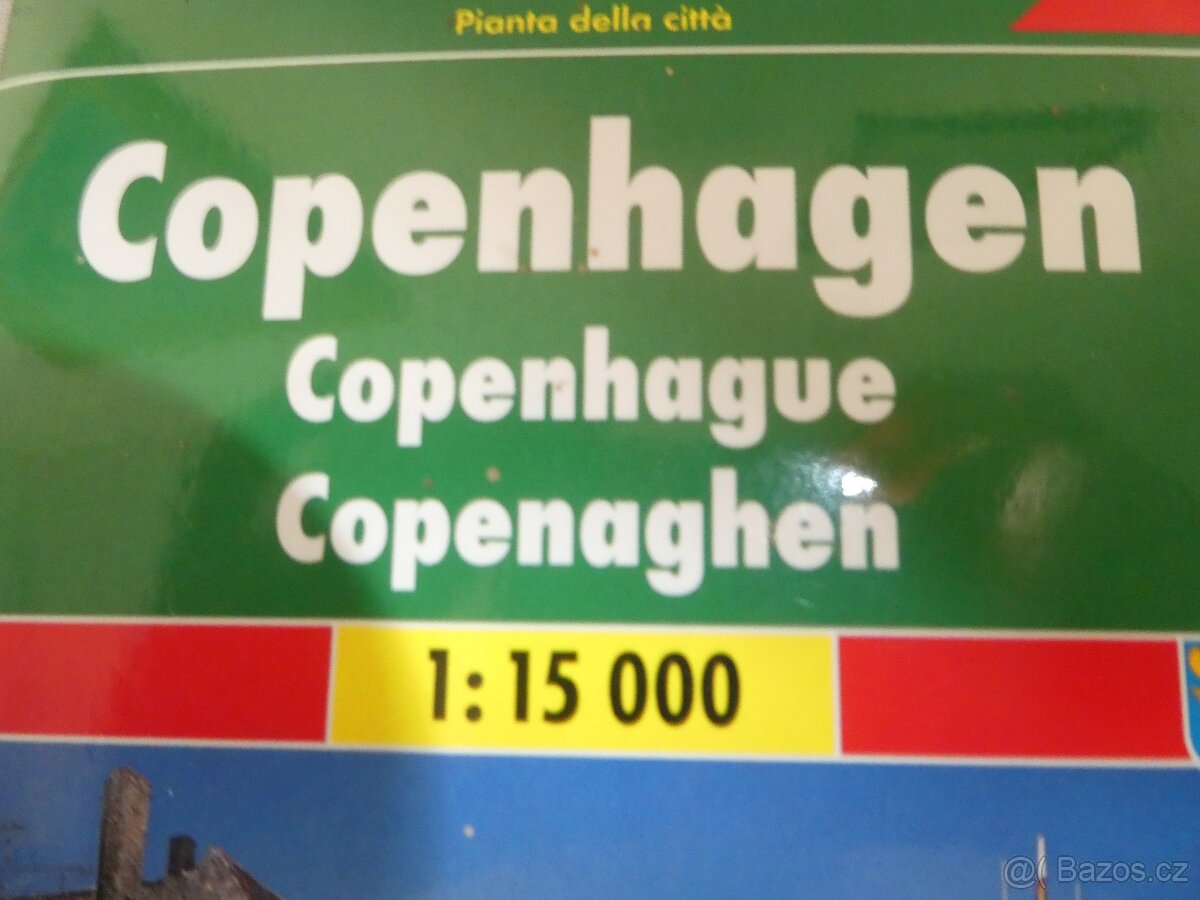 Pianta della città
Copenhagen
Copenhague
Copenaghen
1: 15 000
@ Bazos.cz